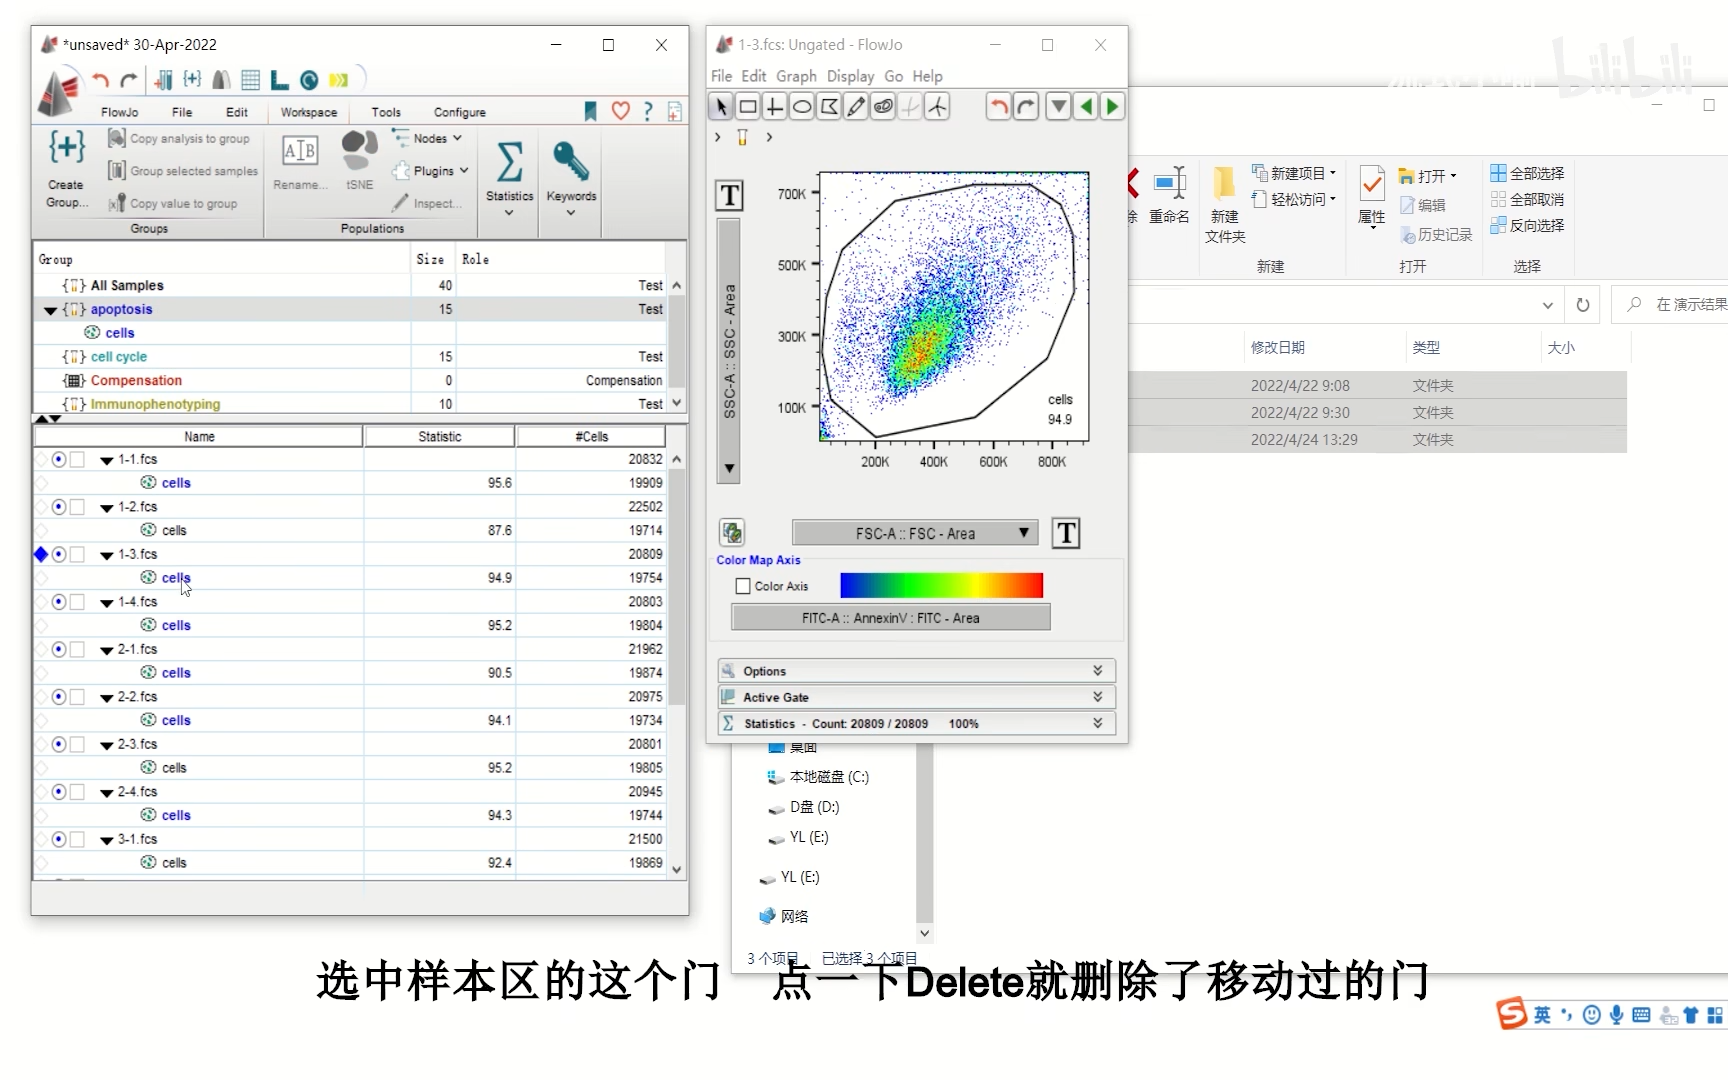 *unsaved* 30-Apr-2022
FlowJo File Edit Workspace Tools Configure
Create Group...
Copy analysis to group
Group selected samples
Copy value to group
Groups
Rename...
tSNE
Nodes
Plugins
Inspect...
Populations
Statistics
Keywords
Group Size Role
All Samples 40 Test
apoptosis 15 Test
cells
cell cycle 15 Test
Compensation 0 Compensation
Immunophenotyping 10 Test
Name Statistic #Cells
1-1.fcs 20832
cells 95.6 19909
1-2.fcs 22502
cells 87.6 19714
1-3.fcs 20809
cells 94.9 19754
1-4.fcs 20803
cells 95.2 19804
2-1.fcs 21962
cells 90.5 19874
2-2.fcs 20975
cells 94.1 19734
2-3.fcs 20801
cells 95.2 19805
2-4.fcs 20945
cells 94.3 19744
3-1.fcs 21500
cells 92.4 19869
1-3.fcs: Ungated - FlowJo
File Edit Graph Display Go Help
T
700K
500K
300K
100K
SSC-A :: SSC - Area
cells
94.9
200K 400K 600K 800K
FSC-A :: FSC - Area
T
Color Map Axis
Color Axis
FITC-A :: AnnexinV : FITC - Area
Options
Active Gate
Statistics - Count: 20809 / 20809 100%
bilibili
重命名
新建
文件夹
新建项目
轻松访问
新建
属性
打开
编辑
历史记录
打开
全部选择
全部取消
反向选择
选择
在 演示结果
修改日期 类型 大小
2022/4/22 9:08 文件夹
2022/4/22 9:30 文件夹
2022/4/24 13:29 文件夹
桌面
本地磁盘 (C:)
D盘 (D:)
YL (E:)
YL (E:)
网络
3 个项目 已选择 3 个项目
选中样本区的这个门 点一下Delete就删除了移动过的门
英